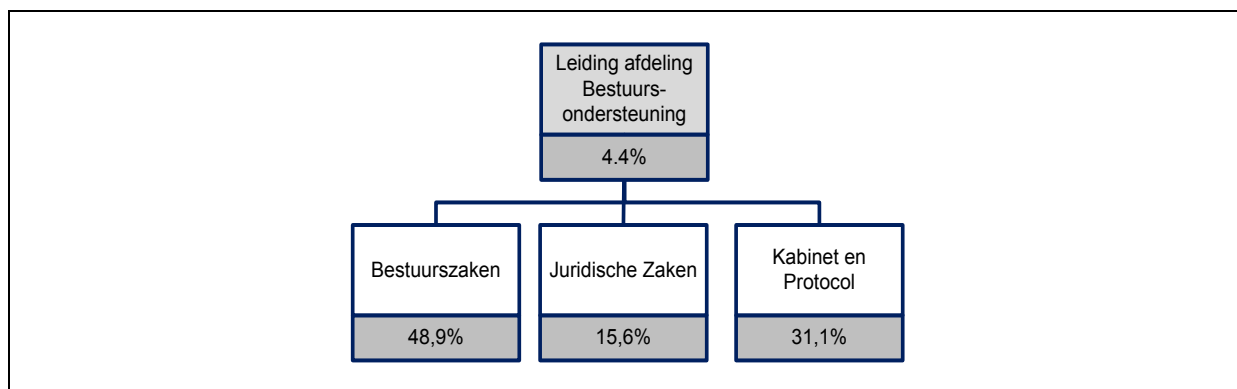 Leiding afdeling
Bestuurs-
ondersteuning
4.4%
Bestuurszaken
48,9%
Juridische Zaken
15,6%
Kabinet en
Protocol
31,1%